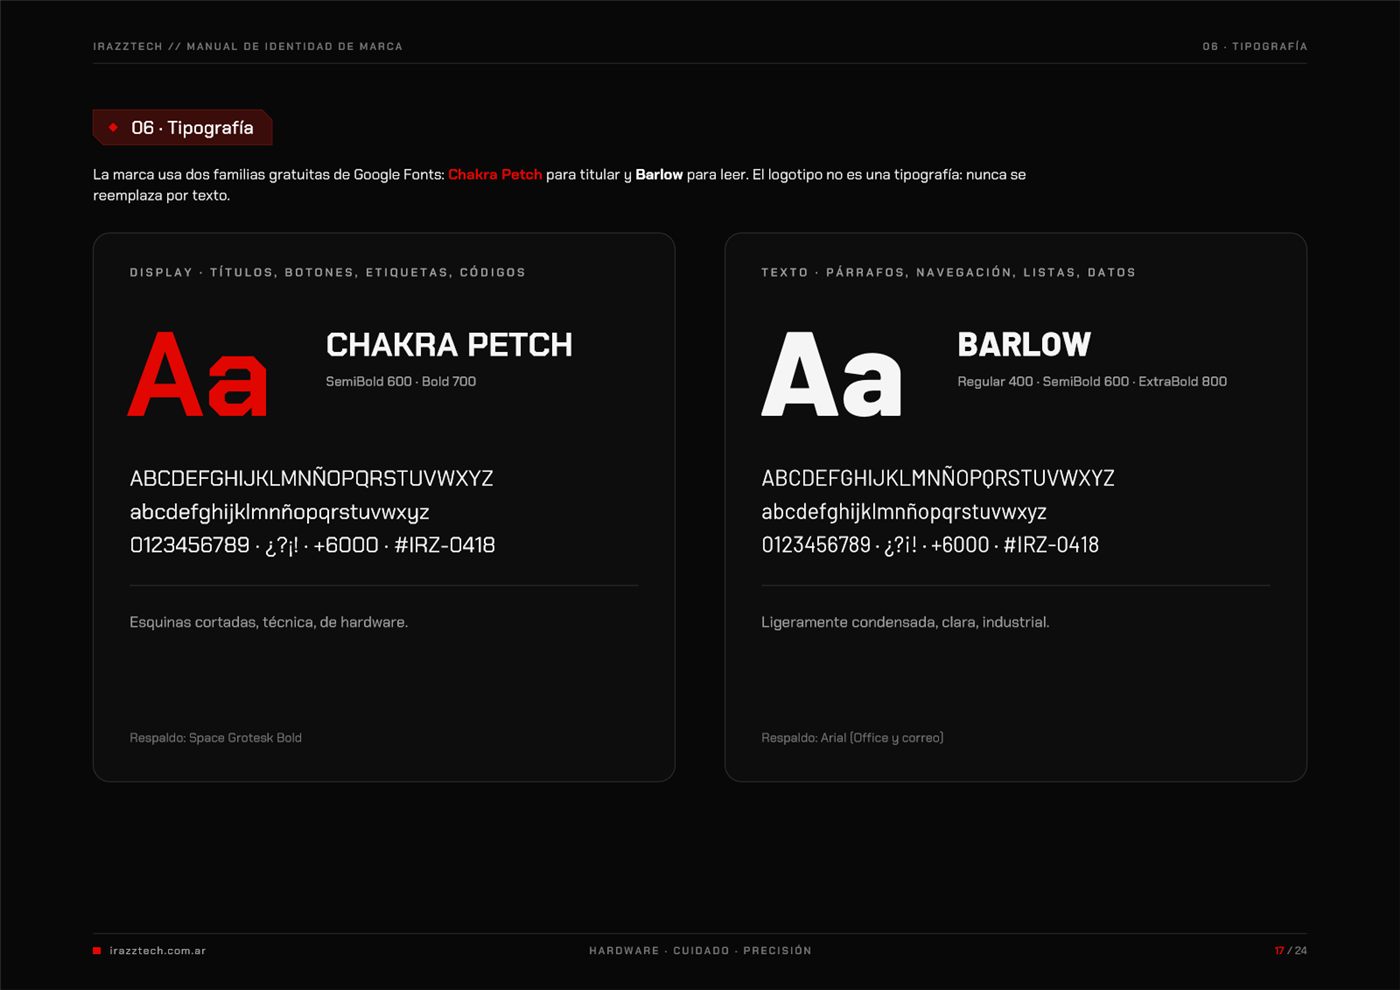 IRAZZTECH // MANUAL DE IDENTIDAD DE MARCA
06 · TIPOGRAFÍA
06 · Tipografía
La marca usa dos familias gratuitas de Google Fonts: Chakra Petch para titular y Barlow para leer. El logotipo no es una tipografía: nunca se
reemplaza por texto.
DISPLAY · TÍTULOS, BOTONES, ETIQUETAS, CÓDIGOS
Aa
CHAKRA PETCH
SemiBold 600 · Bold 700
ABCDEFGHIJKLMNÑOPQRSTUVWXYZ
abcdefghijklmnñopqrstuvwxyz
0123456789 · ¿?¡! · +6000 · #IRZ-0418
Esquinas cortadas, técnica, de hardware.
Respaldo: Space Grotesk Bold
TEXTO · PÁRRAFOS, NAVEGACIÓN, LISTAS, DATOS
Aa
BARLOW
Regular 400 · SemiBold 600 · ExtraBold 800
ABCDEFGHIJKLMNÑOPQRSTUVWXYZ
abcdefghijklmnñopqrstuvwxyz
0123456789 · ¿?¡! · +6000 · #IRZ-0418
Ligeramente condensada, clara, industrial.
Respaldo: Arial (Office y correo)
irazztech.com.ar
HARDWARE · CUIDADO · PRECISIÓN
17 / 24